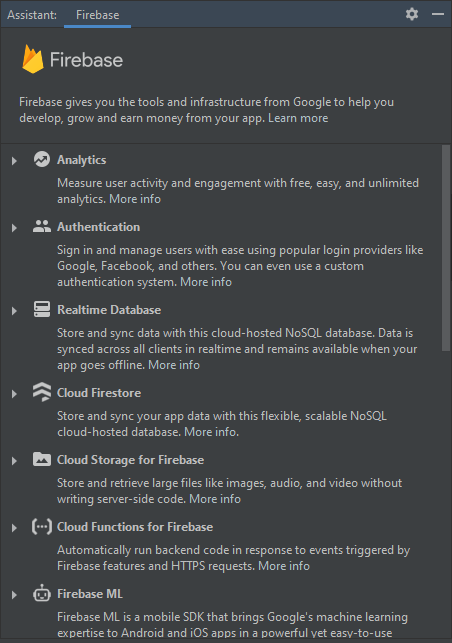 Assistant: Firebase
Firebase
Firebase gives you the tools and infrastructure from Google to help you
develop, grow and earn money from your app. Learn more
Analytics
Measure user activity and engagement with free, easy, and unlimited
analytics. More info
Authentication
Sign in and manage users with ease using popular login providers like
Google, Facebook, and others. You can even use a custom
authentication system. More info
Realtime Database
Store and sync data with this cloud-hosted NoSQL database. Data is
synced across all clients in realtime and remains available when your
app goes offline. More info
Cloud Firestore
Store and sync your app data with this flexible, scalable NoSQL
cloud-hosted database. More info.
Cloud Storage for Firebase
Store and retrieve large files like images, audio, and video without
writing server-side code. More info
Cloud Functions for Firebase
Automatically run backend code in response to events triggered by
Firebase features and HTTPS requests. More info
Firebase ML
Firebase ML is a mobile SDK that brings Google's machine learning
expertise to Android and iOS apps in a powerful yet easy-to-use